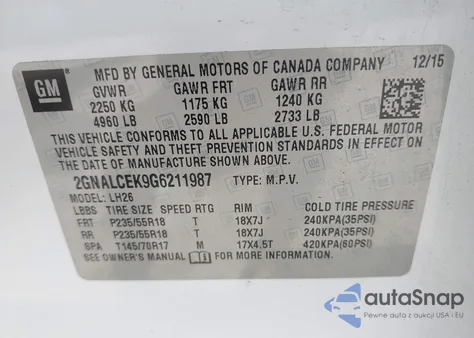 12/15
GM
MFD BY GENERAL MOTORS OF CANADA COMPANY
GVWR GAWR FRT GAWR RR
2250 KG 1175 KG 1240 KG
4960 LB 2590 LB 2733 LB
THIS VEHICLE CONFORMS TO ALL APPLICABLE U.S. FEDERAL MOTOR
VEHICLE SAFETY AND THEFT PREVENTION STANDARDS IN EFFECT ON
THE DATE OF MANUFACTURE SHOWN ABOVE.
2GNALCEK9G6211987 TYPE: M.P.V.
MODEL: LH26
LBBS TIRE SIZE SPEED RTG RIM COLD TIRE PRESSURE
FRT P235/55R18 T 18X7J 240KPA(35PSI)
RR P235/55R18 T 18X7J 240KPA(35PSI)
SPA T145/70R17 M 17X4.5T 420KPA(60PSI)
SEE OWNER'S MANUAL FOR MORE INFORMATION.
autoSnap
Pewne auta z dostawą z USA i EU